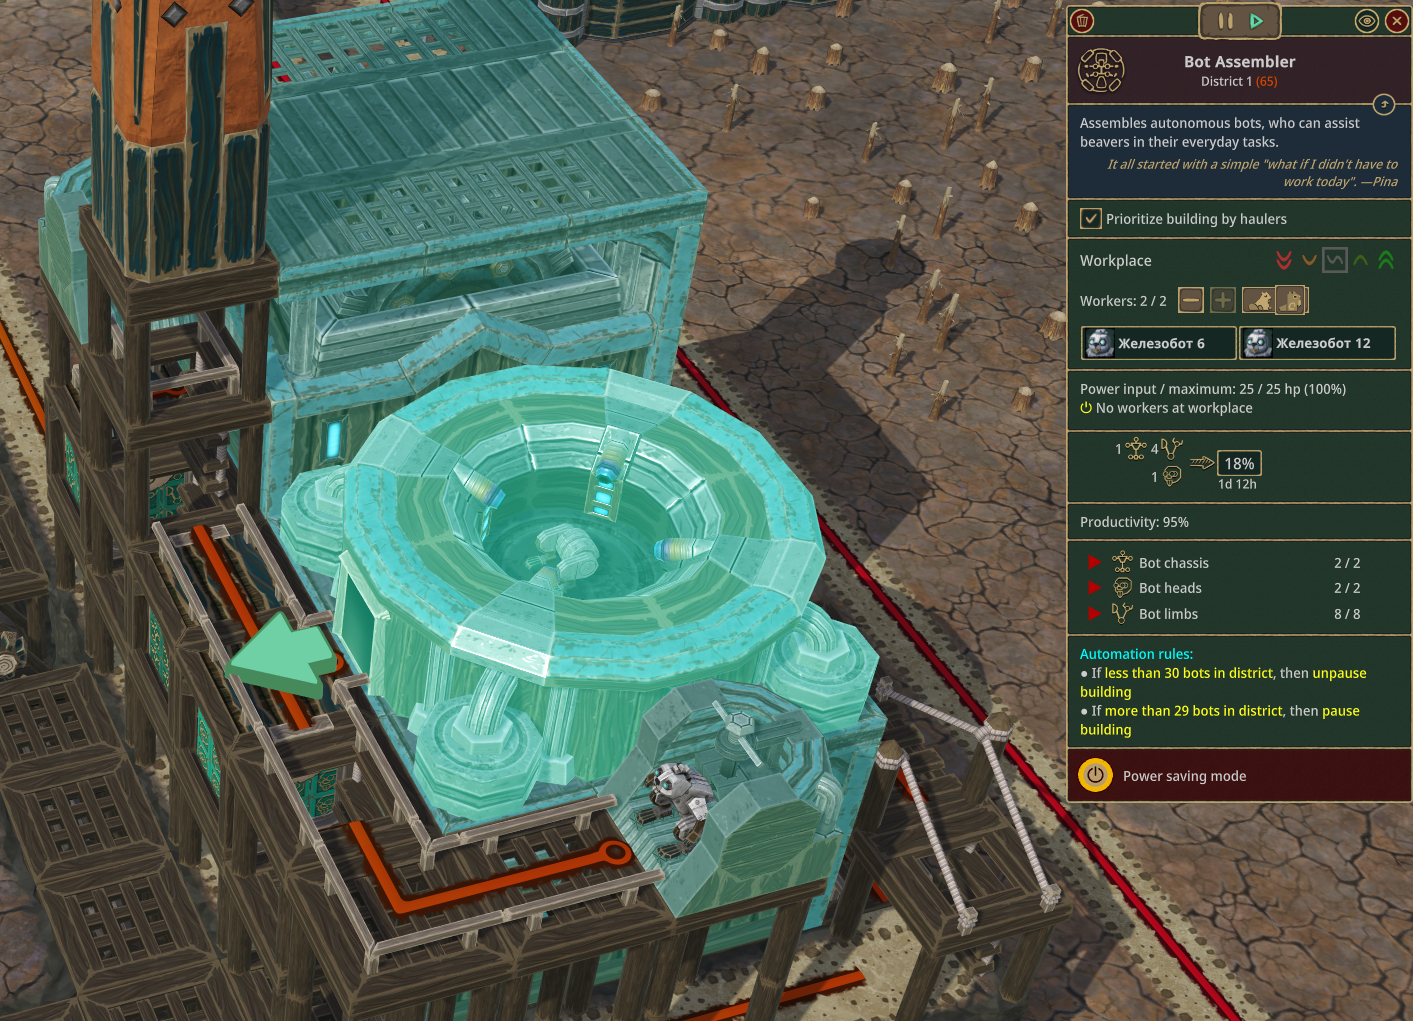 Bot Assembler
District 1 (65)
Assembles autonomous bots, who can assist
beavers in their everyday tasks.
It all started with a simple "what if I didn't have to
work today". —Pina
Prioritize building by haulers
Workplace
Workers: 2 / 2
Железобот 6
Железобот 12
Power input / maximum: 25 / 25 hp (100%)
No workers at workplace
1 4
1
18%
1d 12h
Productivity: 95%
Bot chassis 2 / 2
Bot heads 2 / 2
Bot limbs 8 / 8
Automation rules:
● If less than 30 bots in district, then unpause
building
● If more than 29 bots in district, then pause
building
Power saving mode